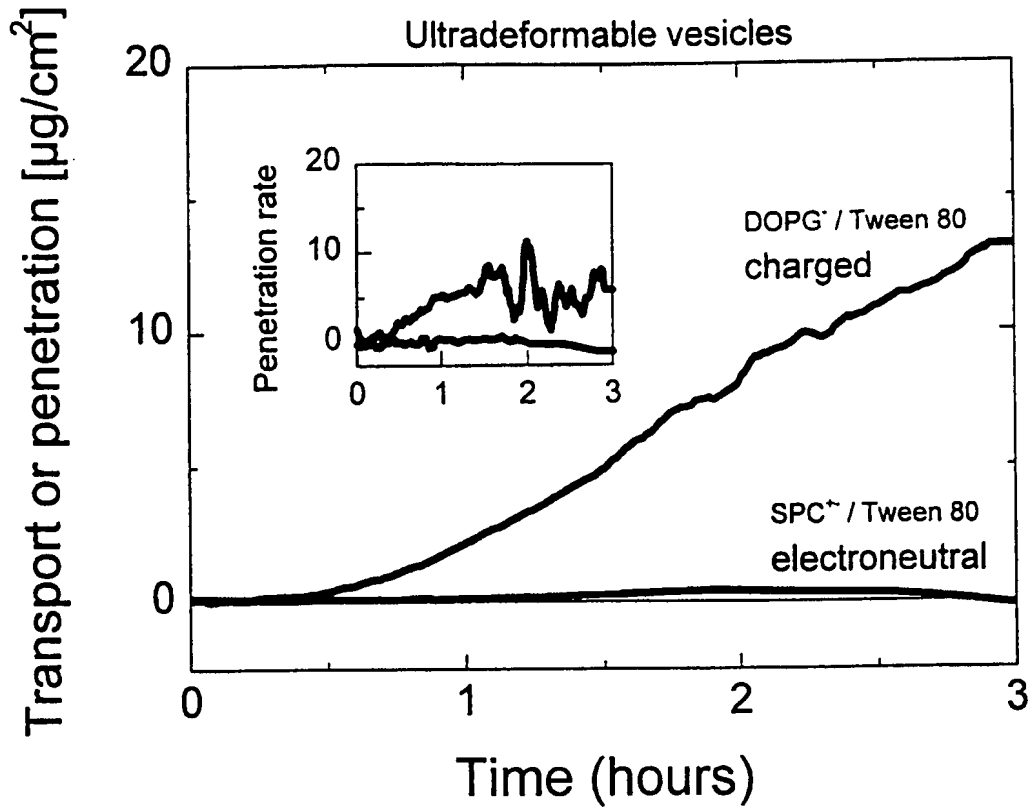 Ultradeformable vesicles
Transport or penetration [µg/cm²]
20
10
0
Penetration rate
20
10
0
0 1 2 3
DOPG⁻ / Tween 80
charged
SPC⁺⁻ / Tween 80
electroneutral
0 1 2 3
Time (hours)